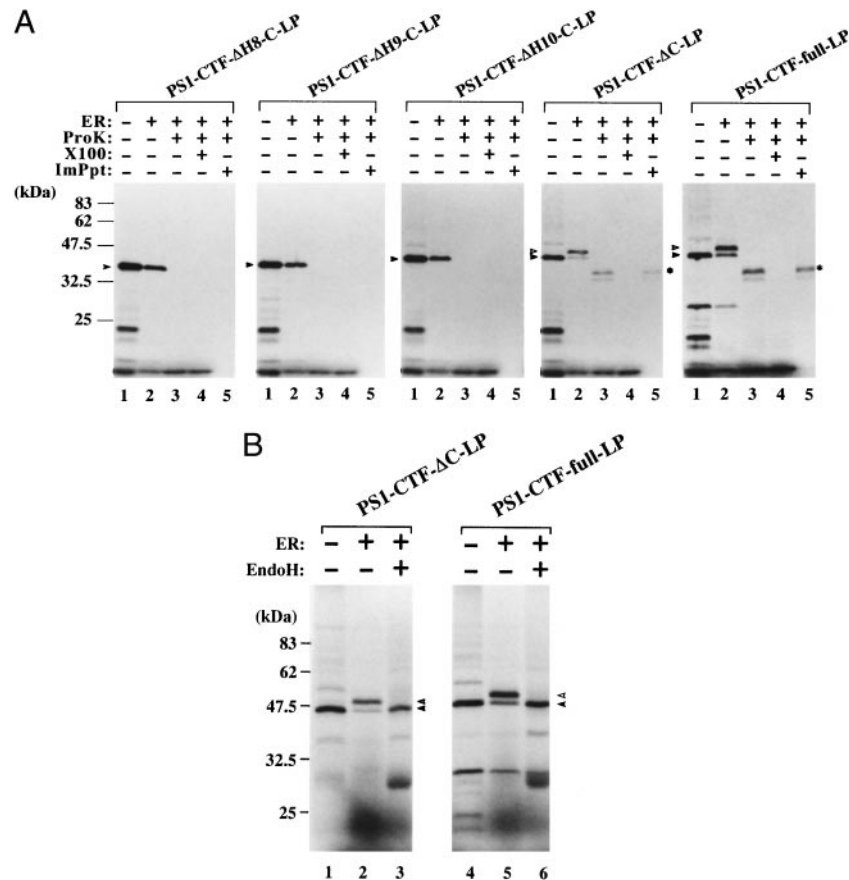 A
PS1-CTF-ΔH8-C-LP PS1-CTF-ΔH9-C-LP PS1-CTF-ΔH10-C-LP PS1-CTF-ΔC-LP PS1-CTF-full-LP
ER: – + + + + – + + + + – + + + + – + + + + – + + + +
ProK: – – + + + – – + + + – – + + + – – + + + – – + + +
X100: – – – + – – – – + – – – – + – – – – + – – – – + –
ImPpt: – – – – + – – – – + – – – – + – – – – + – – – – +
(kDa)
83
62
47.5
32.5
25
1 2 3 4 5 1 2 3 4 5 1 2 3 4 5 1 2 3 4 5 1 2 3 4 5
B
PS1-CTF-ΔC-LP PS1-CTF-full-LP
ER: – + + – + +
EndoH: – – + – – +
(kDa)
83
62
47.5
32.5
25
1 2 3 4 5 6